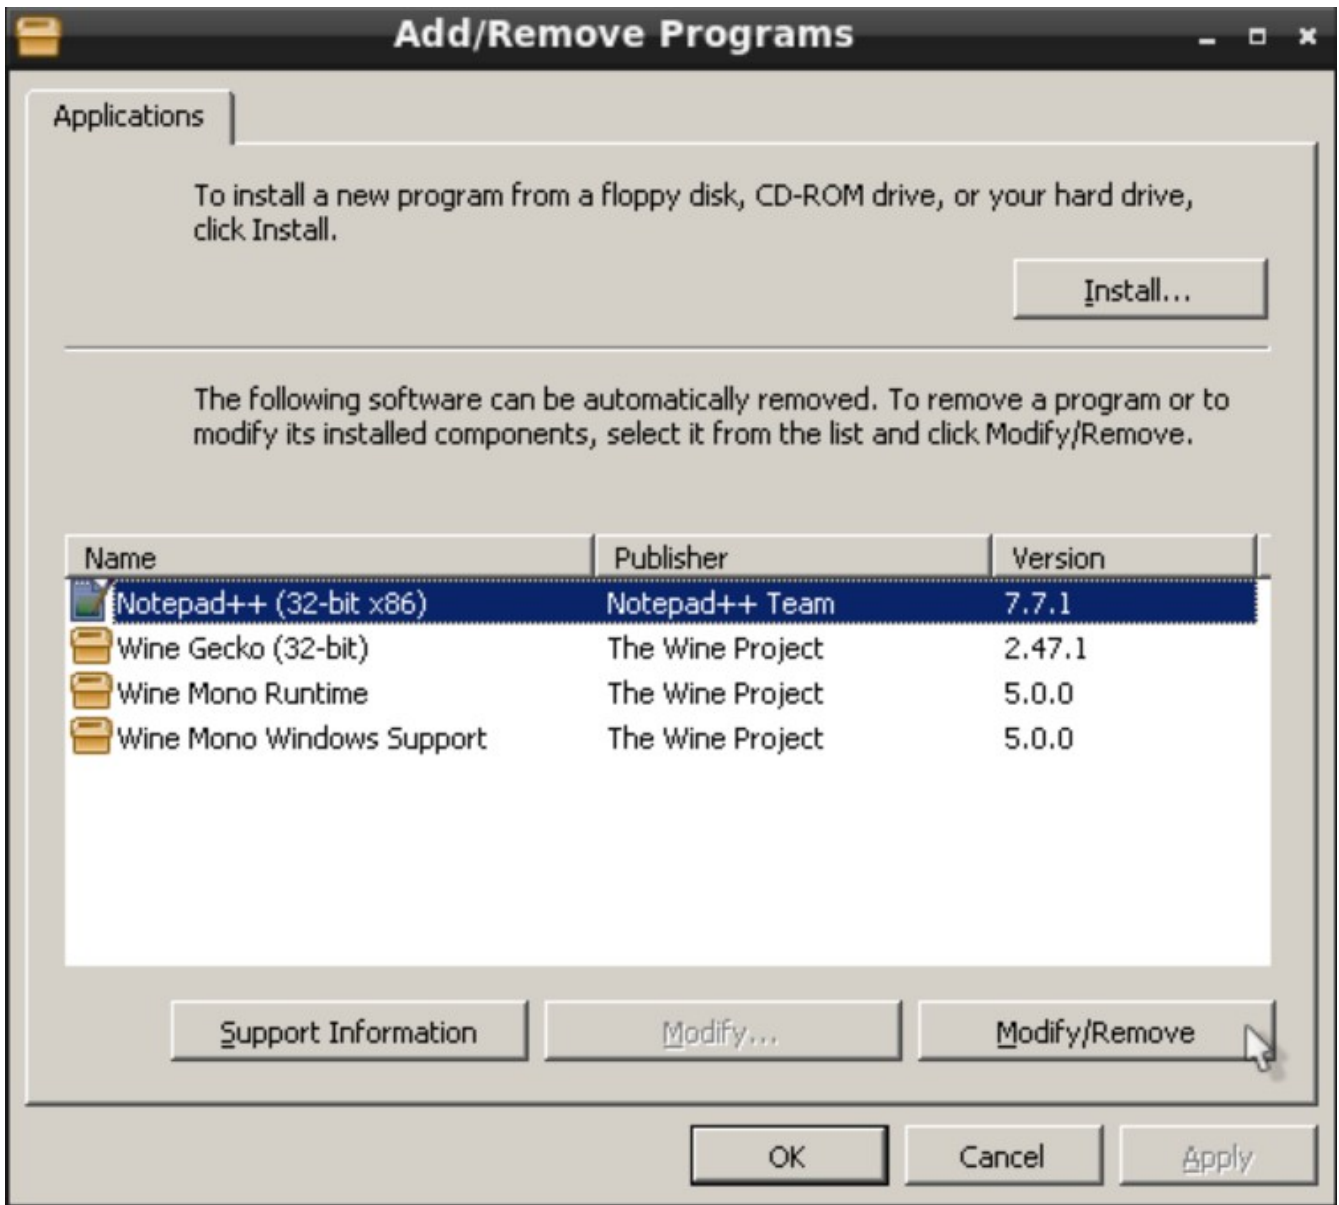 Add/Remove Programs
Applications
To install a new program from a floppy disk, CD-ROM drive, or your hard drive,
click Install.
Install...
The following software can be automatically removed. To remove a program or to
modify its installed components, select it from the list and click Modify/Remove.
Name Publisher Version
Notepad++ (32-bit x86) Notepad++ Team 7.7.1
Wine Gecko (32-bit) The Wine Project 2.47.1
Wine Mono Runtime The Wine Project 5.0.0
Wine Mono Windows Support The Wine Project 5.0.0
Support Information Modify... Modify/Remove
OK Cancel Apply